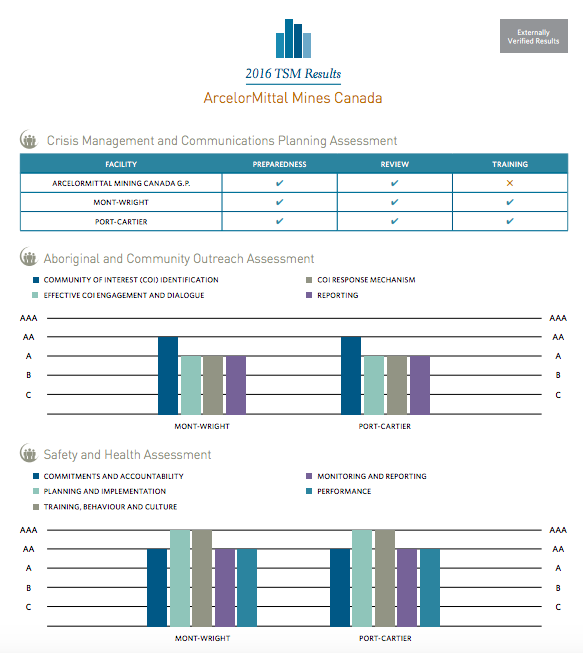 Externally
Verified Results
2016 TSM Results
ArcelorMittal Mines Canada
Crisis Management and Communications Planning Assessment
FACILITY PREPAREDNESS REVIEW TRAINING
ARCELORMITTAL MINING CANADA G.P. ✔ ✔ ✕
MONT-WRIGHT ✔ ✔ ✔
PORT-CARTIER ✔ ✔ ✔
Aboriginal and Community Outreach Assessment
COMMUNITY OF INTEREST (COI) IDENTIFICATION COI RESPONSE MECHANISM
EFFECTIVE COI ENGAGEMENT AND DIALOGUE REPORTING
AAA AAA
AA AA
A A
B B
C C
MONT-WRIGHT PORT-CARTIER
Safety and Health Assessment
COMMITMENTS AND ACCOUNTABILITY MONITORING AND REPORTING
PLANNING AND IMPLEMENTATION PERFORMANCE
TRAINING, BEHAVIOUR AND CULTURE
AAA AAA
AA AA
A A
B B
C C
MONT-WRIGHT PORT-CARTIER